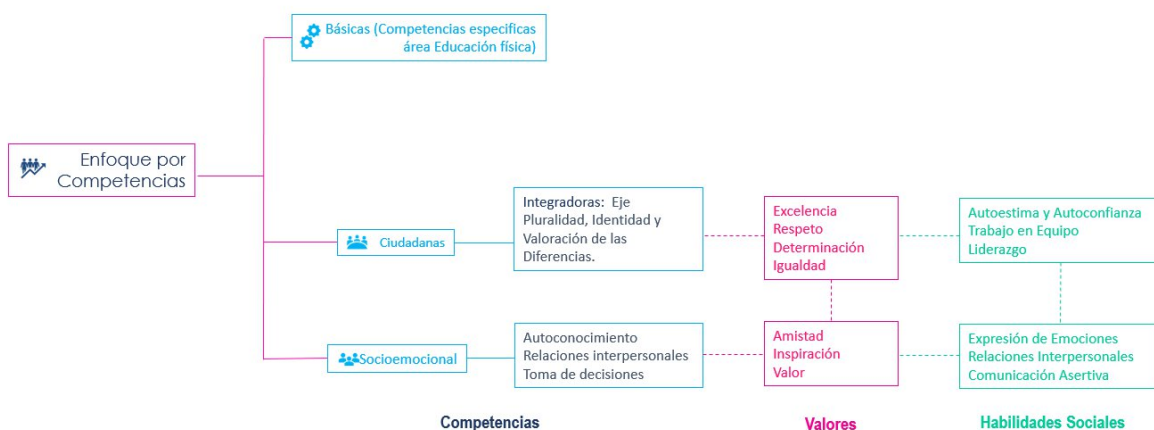 Básicas (Competencias especificas
área Educación física)
Enfoque por
Competencias
Ciudadanas
Integradoras: Eje
Pluralidad, Identidad y
Valoración de las
Diferencias.
Excelencia
Respeto
Determinación
Igualdad
Autoestima y Autoconfianza
Trabajo en Equipo
Liderazgo
Socioemocional
Autoconocimiento
Relaciones interpersonales
Toma de decisiones
Amistad
Inspiración
Valor
Expresión de Emociones
Relaciones Interpersonales
Comunicación Asertiva
Competencias
Valores
Habilidades Sociales